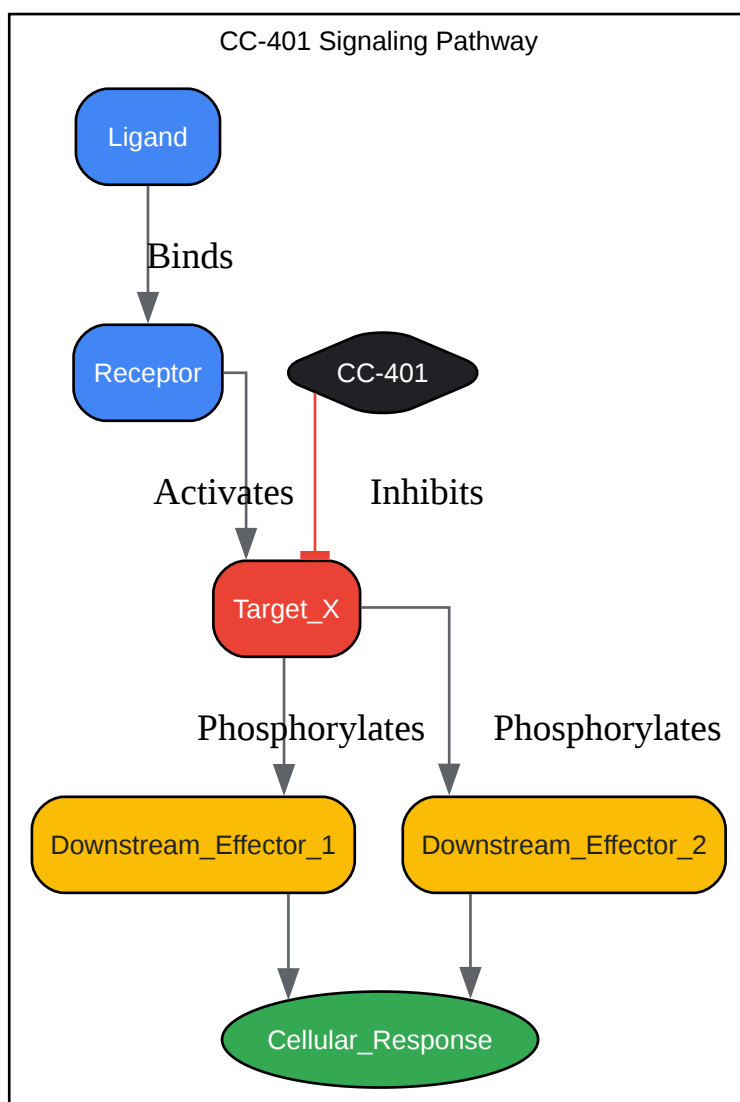 CC-401 Signaling Pathway
Ligand
Binds
Receptor
CC-401
Activates
Inhibits
Target_X
Phosphorylates
Phosphorylates
Downstream_Effector_1
Downstream_Effector_2
Cellular_Response